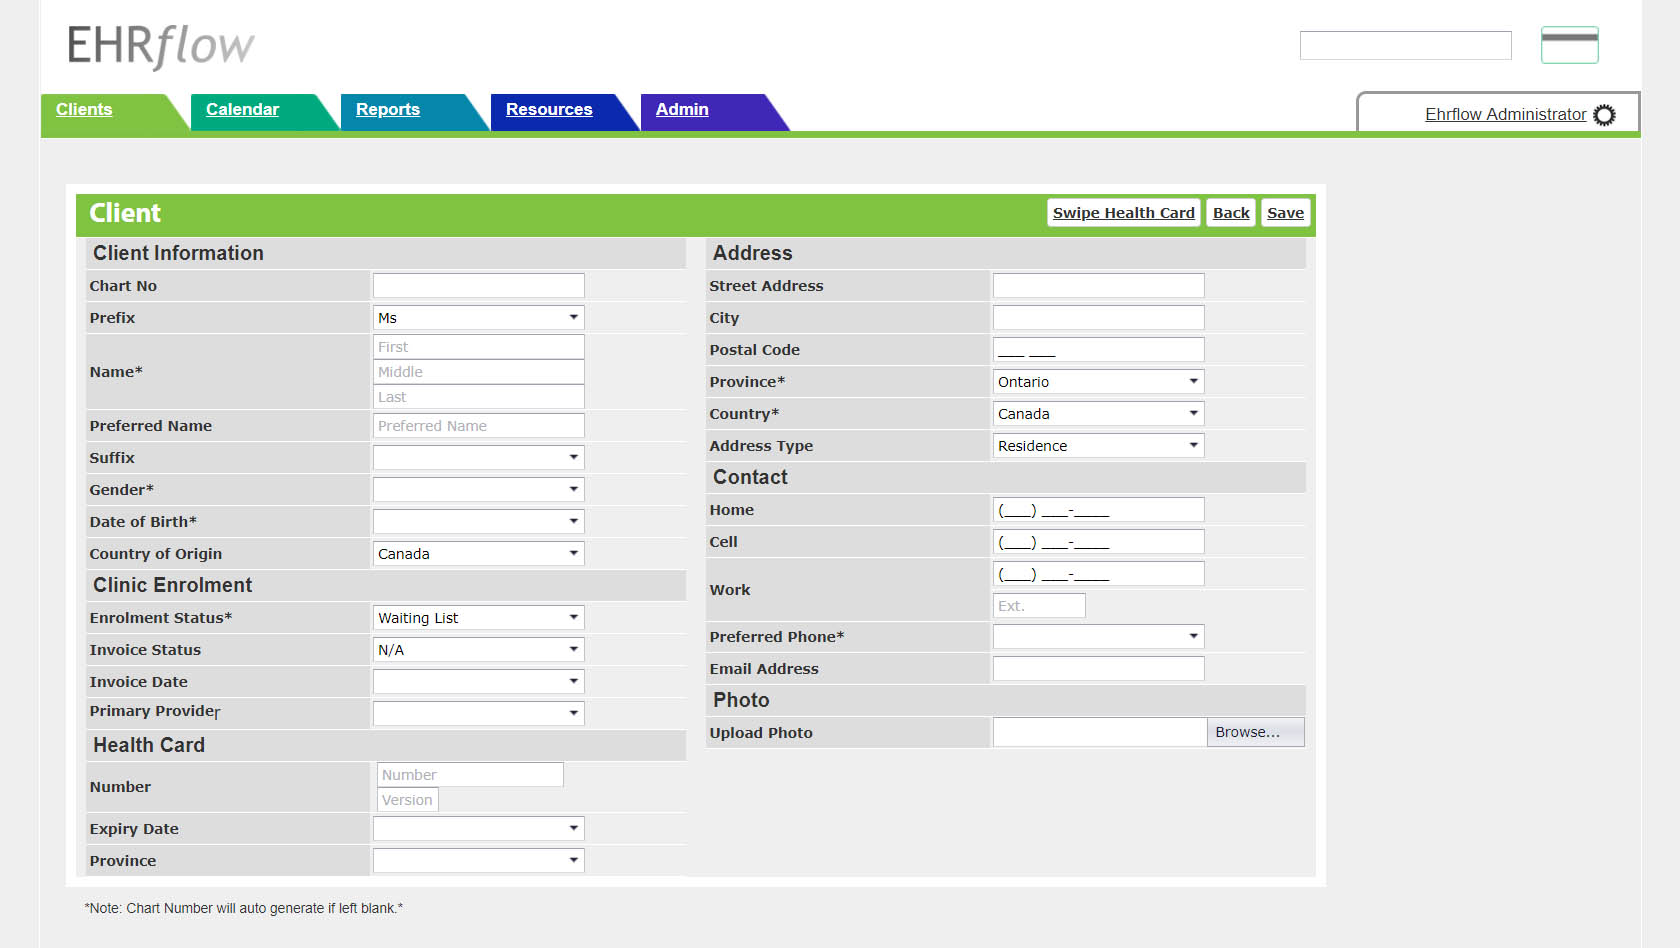 EHRflow
Clients
Calendar
Reports
Resources
Admin
Ehrflow Administrator
Client
Swipe Health Card
Back
Save
Client Information
Chart No
Prefix
Ms
Name*
First
Middle
Last
Preferred Name
Preferred Name
Suffix
Gender*
Date of Birth*
Country of Origin
Canada
Clinic Enrolment
Enrolment Status*
Waiting List
Invoice Status
N/A
Invoice Date
Primary Provider
Health Card
Number
Number
Version
Expiry Date
Province
Address
Street Address
City
Postal Code
___ ___
Province*
Ontario
Country*
Canada
Address Type
Residence
Contact
Home
(___) ___-____
Cell
(___) ___-____
Work
(___) ___-____
Ext.
Preferred Phone*
Email Address
Photo
Upload Photo
Browse...
*Note: Chart Number will auto generate if left blank.*